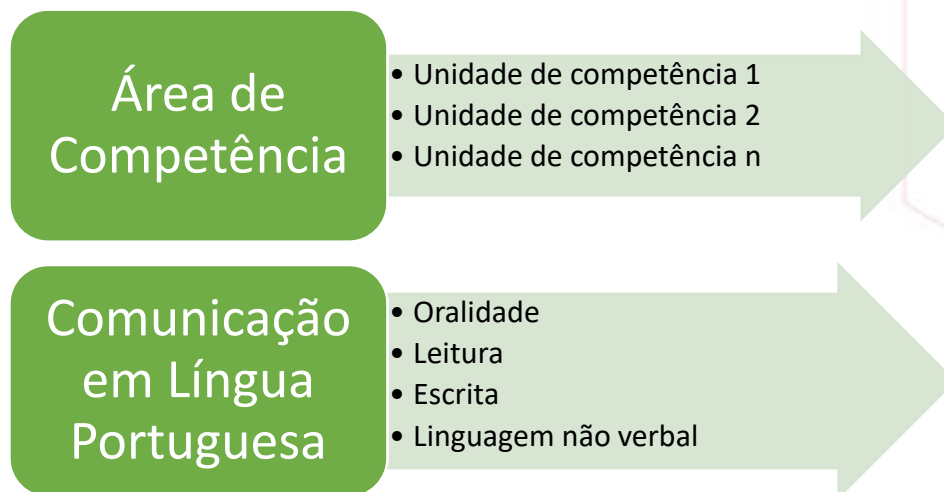 Área de
Competência
• Unidade de competência 1
• Unidade de competência 2
• Unidade de competência n
Comunicação
em Língua
Portuguesa
• Oralidade
• Leitura
• Escrita
• Linguagem não verbal